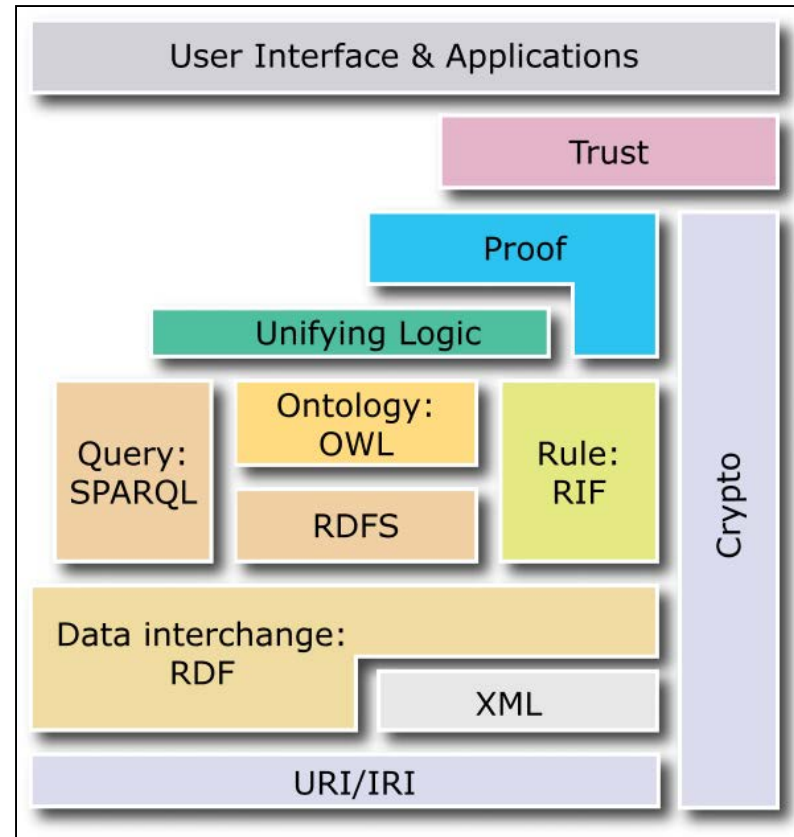 User Interface & Applications
Trust
Proof
Unifying Logic
Query:
SPARQL
Ontology:
OWL
RDFS
Rule:
RIF
Crypto
Data interchange:
RDF
XML
URI/IRI